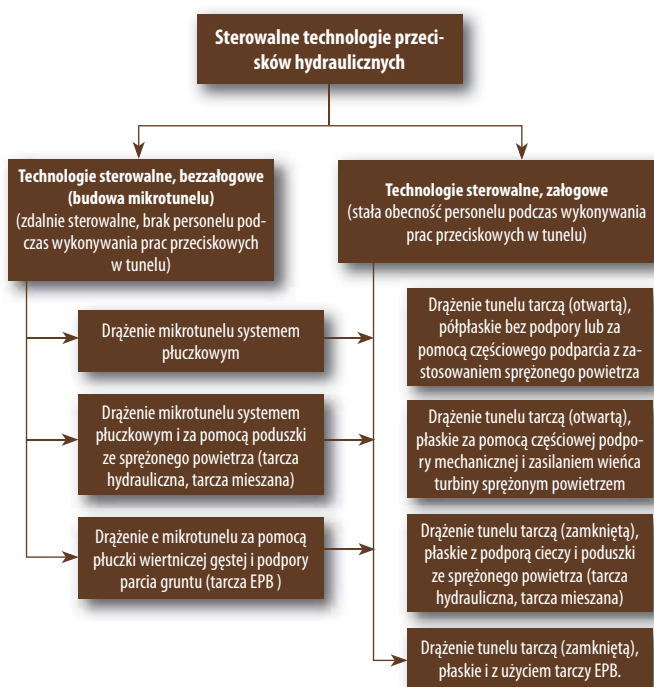 Sterowalne technologie przeci-
sków hydraulicznych
Technologie sterowalne, bezzałogowe
(budowa mikrotunelu)
(zdalnie sterowalne, brak personelu pod-
czas wykonywania prac przeciskowych
w tunelu)
Technologie sterowalne, załogowe
(stała obecność personelu podczas wykonywania
prac przeciskowych w tunelu)
Drążenie mikrotunelu systemem
płuczkowym
Drążenie mikrotunelu systemem
płuczkowym i za pomocą poduszki
ze sprężonego powietrza (tarcza
hydrauliczna, tarcza mieszana)
Drążenie e mikrotunelu za pomocą
płuczki wiertniczej gęstej i podpory
parcia gruntu (tarcza EPB )
Drążenie tunelu tarczą (otwartą),
półpłaskie bez podpory lub za
pomocą częściowego podparcia z za-
stosowaniem sprężonego powietrza
Drążenie tunelu tarczą (otwartą),
płaskie za pomocą częściowej podpo-
ry mechanicznej i zasilaniem wieńca
turbiny sprężonym powietrzem
Drążenie tunelu tarczą (zamkniętą),
płaskie z podporą cieczy i poduszki
ze sprężonego powietrza (tarcza
hydrauliczna, tarcza mieszana)
Drążenie tunelu tarczą (zamkniętą),
płaskie i z użyciem tarczy EPB.